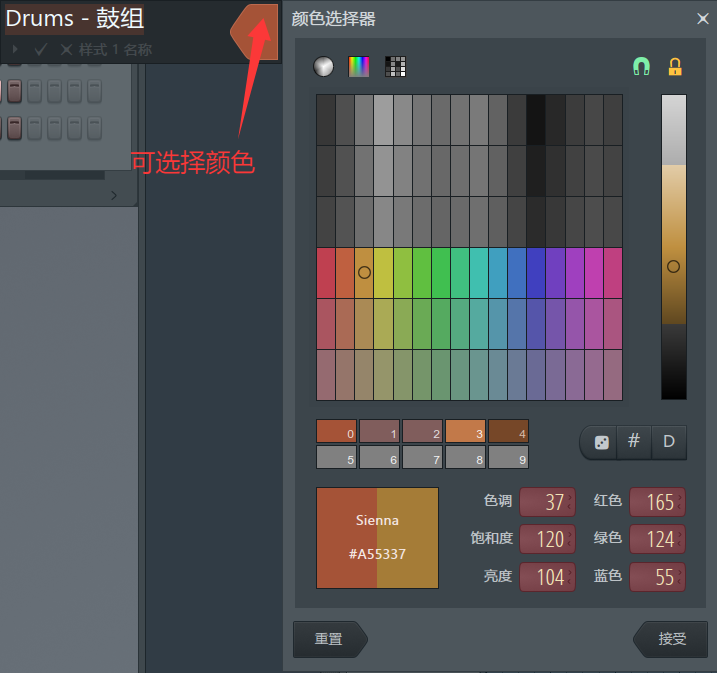 Drums - 鼓组
样式 1 名称
可选择颜色
颜色选择器
0 1 2 3 4
5 6 7 8 9
# D
Sienna
#A55337
色调 37 红色 165
饱和度 120 绿色 124
亮度 104 蓝色 55
重置 接受